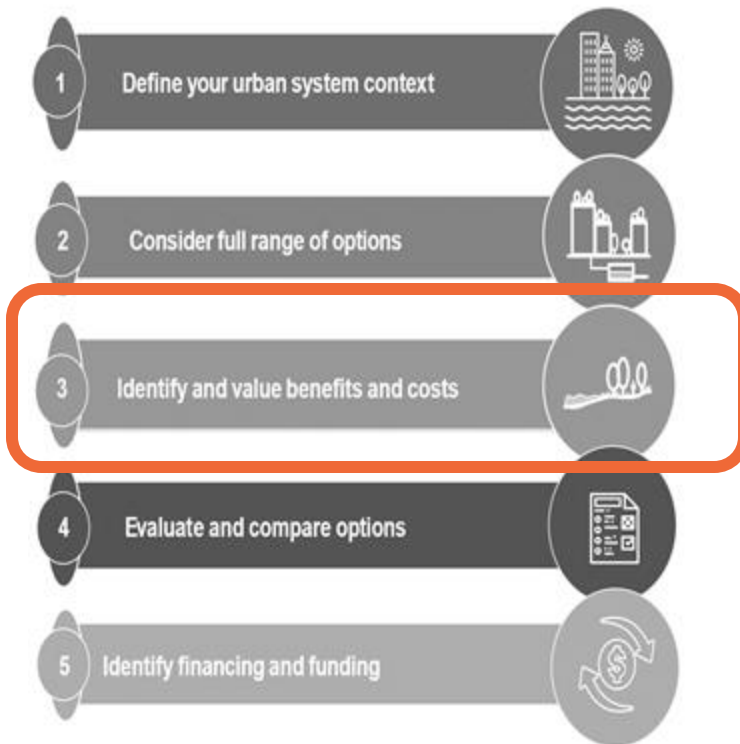 1 Define your urban system context
2 Consider full range of options
3 Identify and value benefits and costs
4 Evaluate and compare options
5 Identify financing and funding
$